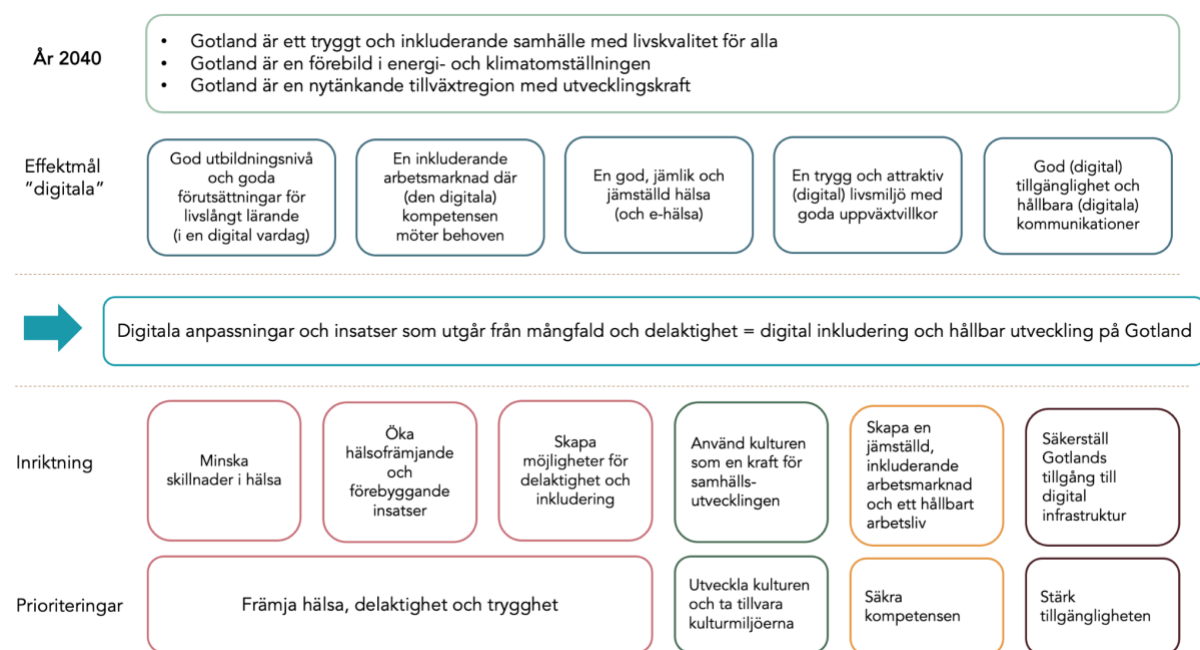 År 2040
• Gotland är ett tryggt och inkluderande samhälle med livskvalitet för alla
• Gotland är en förebild i energi- och klimatomställningen
• Gotland är en nytänkande tillväxtregion med utvecklingskraft
Effektmål
”digitala”
God utbildningsnivå
och goda
förutsättningar för
livslångt lärande
(i en digital vardag)
En inkluderande
arbetsmarknad där
(den digitala)
kompetensen
möter behoven
En god, jämlik och
jämställd hälsa
(och e-hälsa)
En trygg och attraktiv
(digital) livsmiljö med
goda uppväxtvillkor
God (digital)
tillgänglighet och
hållbara (digitala)
kommunikationer
Digitala anpassningar och insatser som utgår från mångfald och delaktighet = digital inkludering och hållbar utveckling på Gotland
Inriktning
Minska
skillnader i hälsa
Öka
hälsofrämjande
och
förebyggande
insatser
Skapa
möjligheter för
delaktighet och
inkludering
Använd kulturen
som en kraft för
samhälls-
utvecklingen
Skapa en
jämställd,
inkluderande
arbetsmarknad
och ett hållbart
arbetsliv
Säkerställ
Gotlands
tillgång till
digital
infrastruktur
Prioriteringar
Främja hälsa, delaktighet och trygghet
Utveckla kulturen
och ta tillvara
kulturmiljöerna
Säkra
kompetensen
Stärk
tillgängligheten